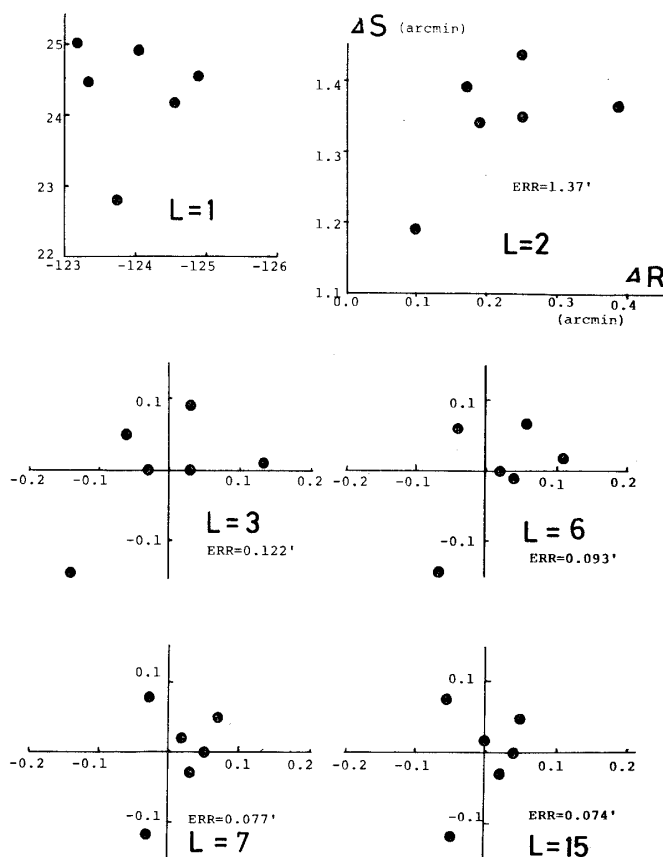 ΔS (arcmin)
25
24
23
22
-123 -124 -125 -126
L=1
1.4
1.3
1.2
1.1
ERR=1.37'
L=2
ΔR
0.0 0.1 0.2 0.3 0.4
(arcmin)
0.1
-0.2 -0.1 0.1 0.2
-0.1
L=3
ERR=0.122'
0.1
-0.2 -0.1 0.1 0.2
-0.1
L=6
ERR=0.093'
0.1
-0.2 -0.1 0.1 0.2
-0.1
ERR=0.077'
L=7
0.1
-0.2 -0.1 0.1 0.2
-0.1
ERR=0.074'
L=15